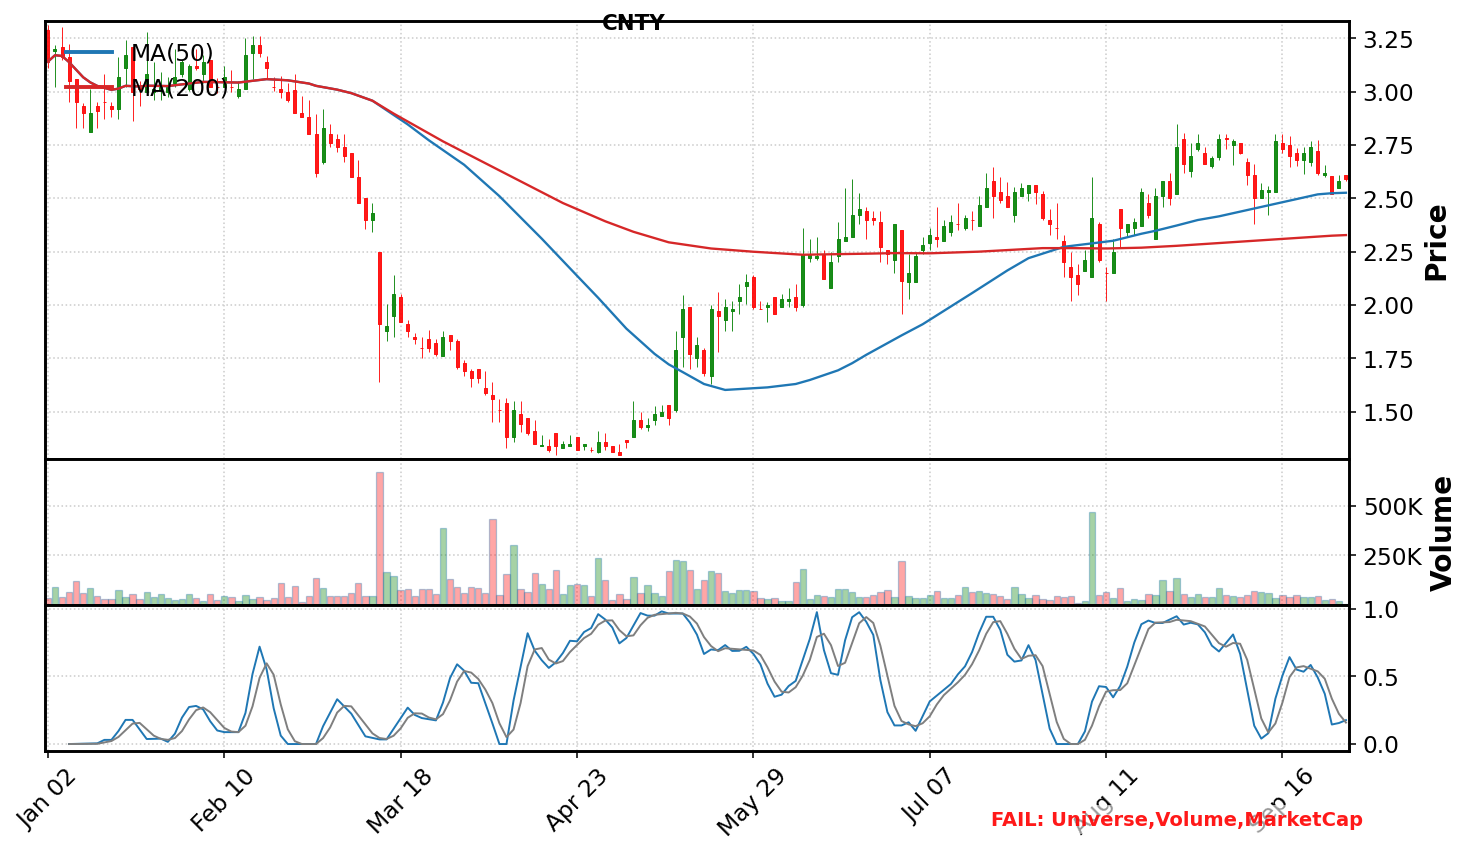 CNTY
MA(50)
MA(200)
3.25
3.00
2.75
2.50
2.25
2.00
1.75
1.50
Price
500K
250K
Volume
1.0
0.5
0.0
Jan 02
Feb 10
Mar 18
Apr 23
May 29
Jul 07
Aug 11
Sep 16
FAIL: Universe,Volume,MarketCap